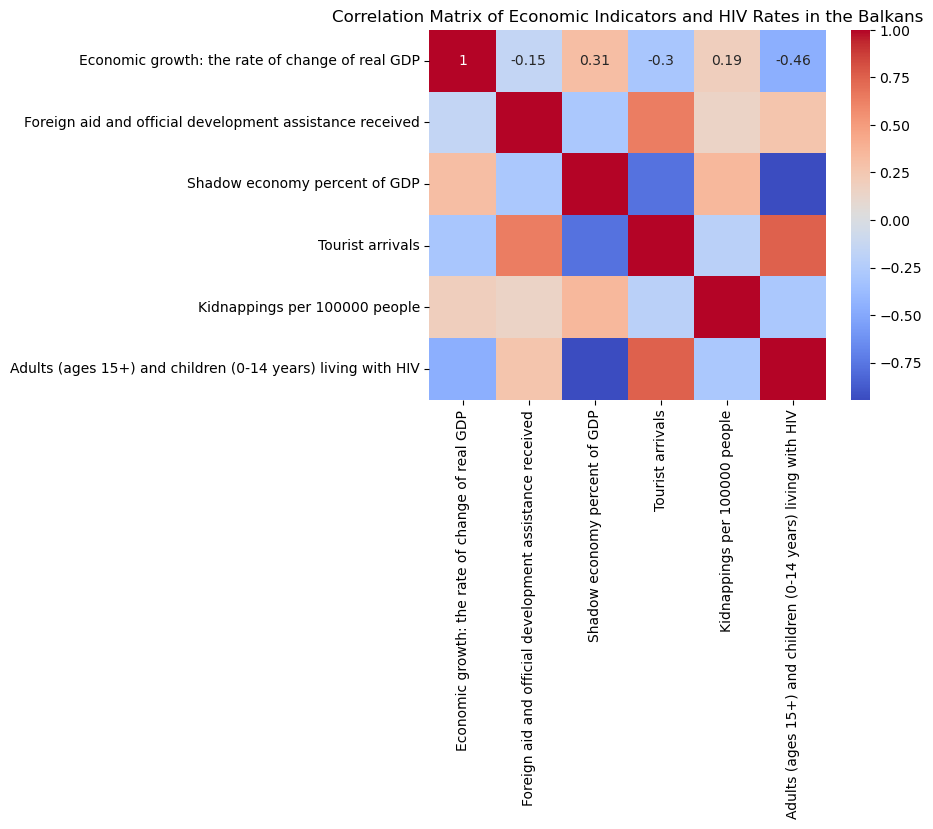 Correlation Matrix of Economic Indicators and HIV Rates in the Balkans
Economic growth: the rate of change of real GDP
1 -0.15 0.31 -0.3 0.19 -0.46
Foreign aid and official development assistance received
Shadow economy percent of GDP
Tourist arrivals
Kidnappings per 100000 people
Adults (ages 15+) and children (0-14 years) living with HIV
1.00
0.75
0.50
0.25
0.00
−0.25
−0.50
−0.75
Economic growth: the rate of change of real GDP
Foreign aid and official development assistance received
Shadow economy percent of GDP
Tourist arrivals
Kidnappings per 100000 people
Adults (ages 15+) and children (0-14 years) living with HIV